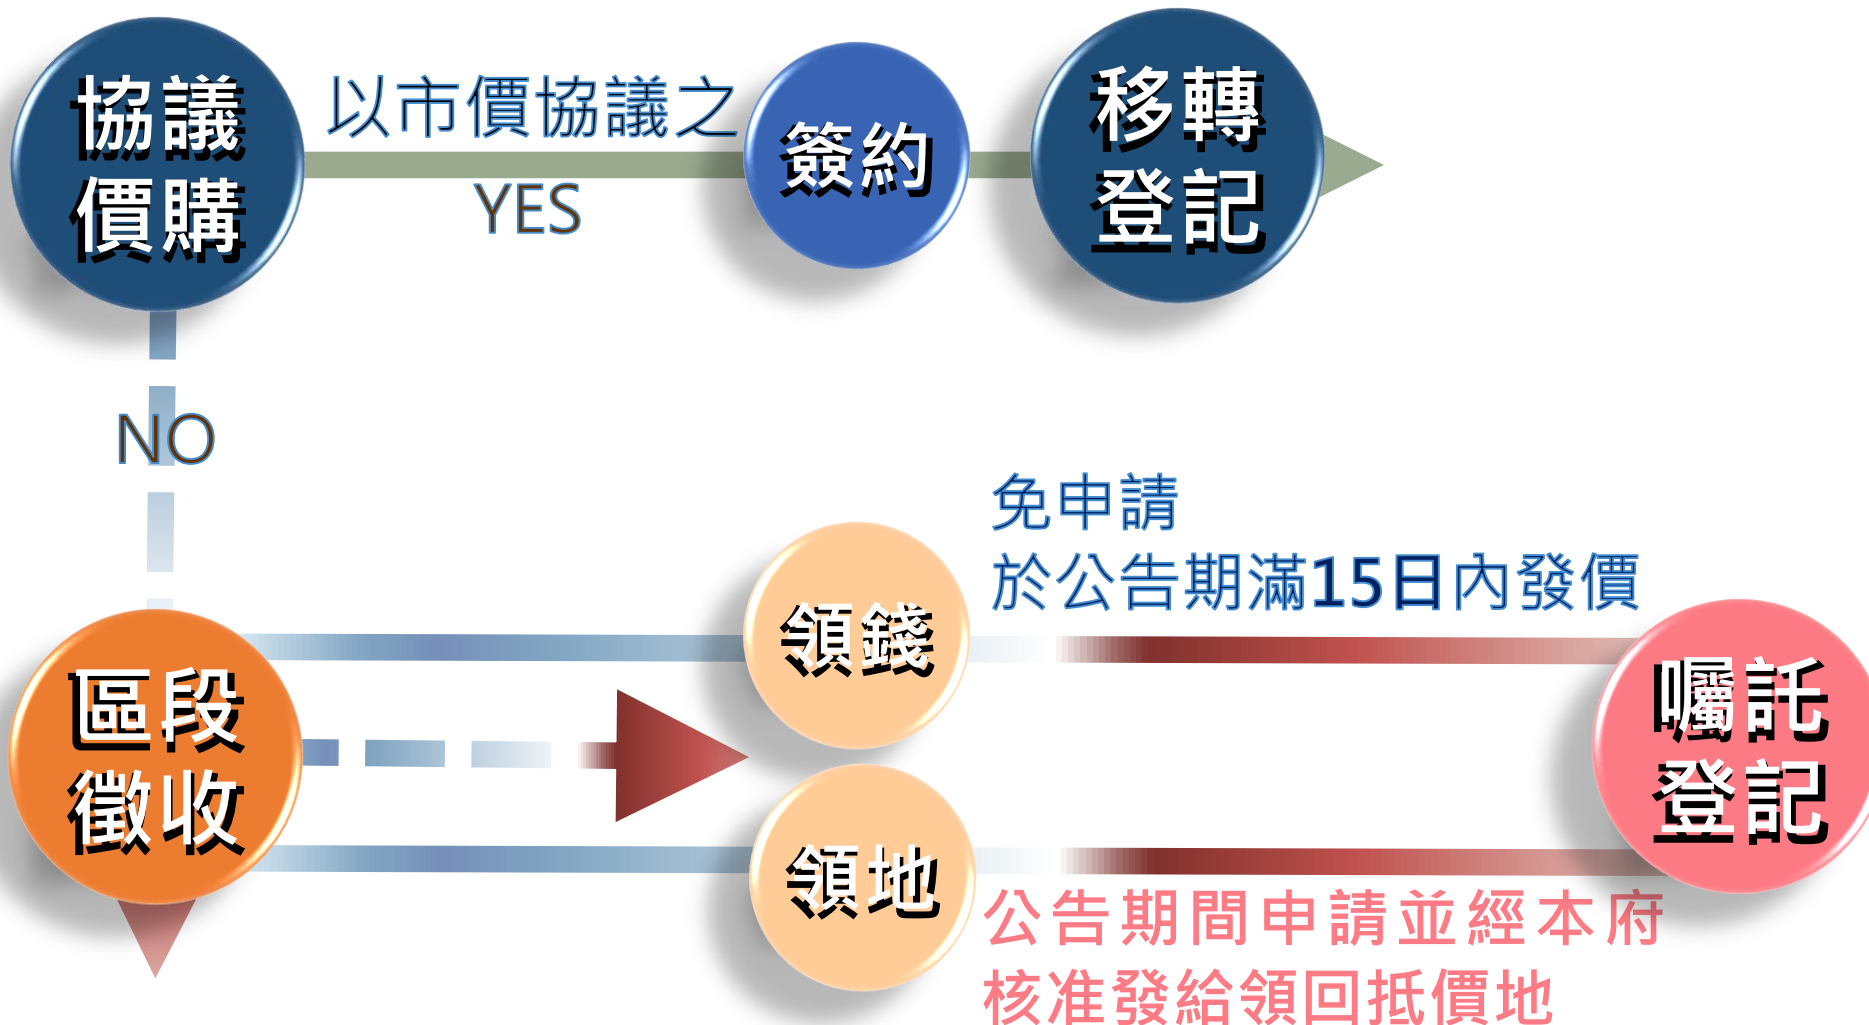 協議
價購
以市價協議之
YES
簽約
移轉
登記
NO
區段
徵收
領錢
免申請
於公告期滿15日內發價
領地
公告期間申請並經本府
核准發給領回抵價地
囑託
登記